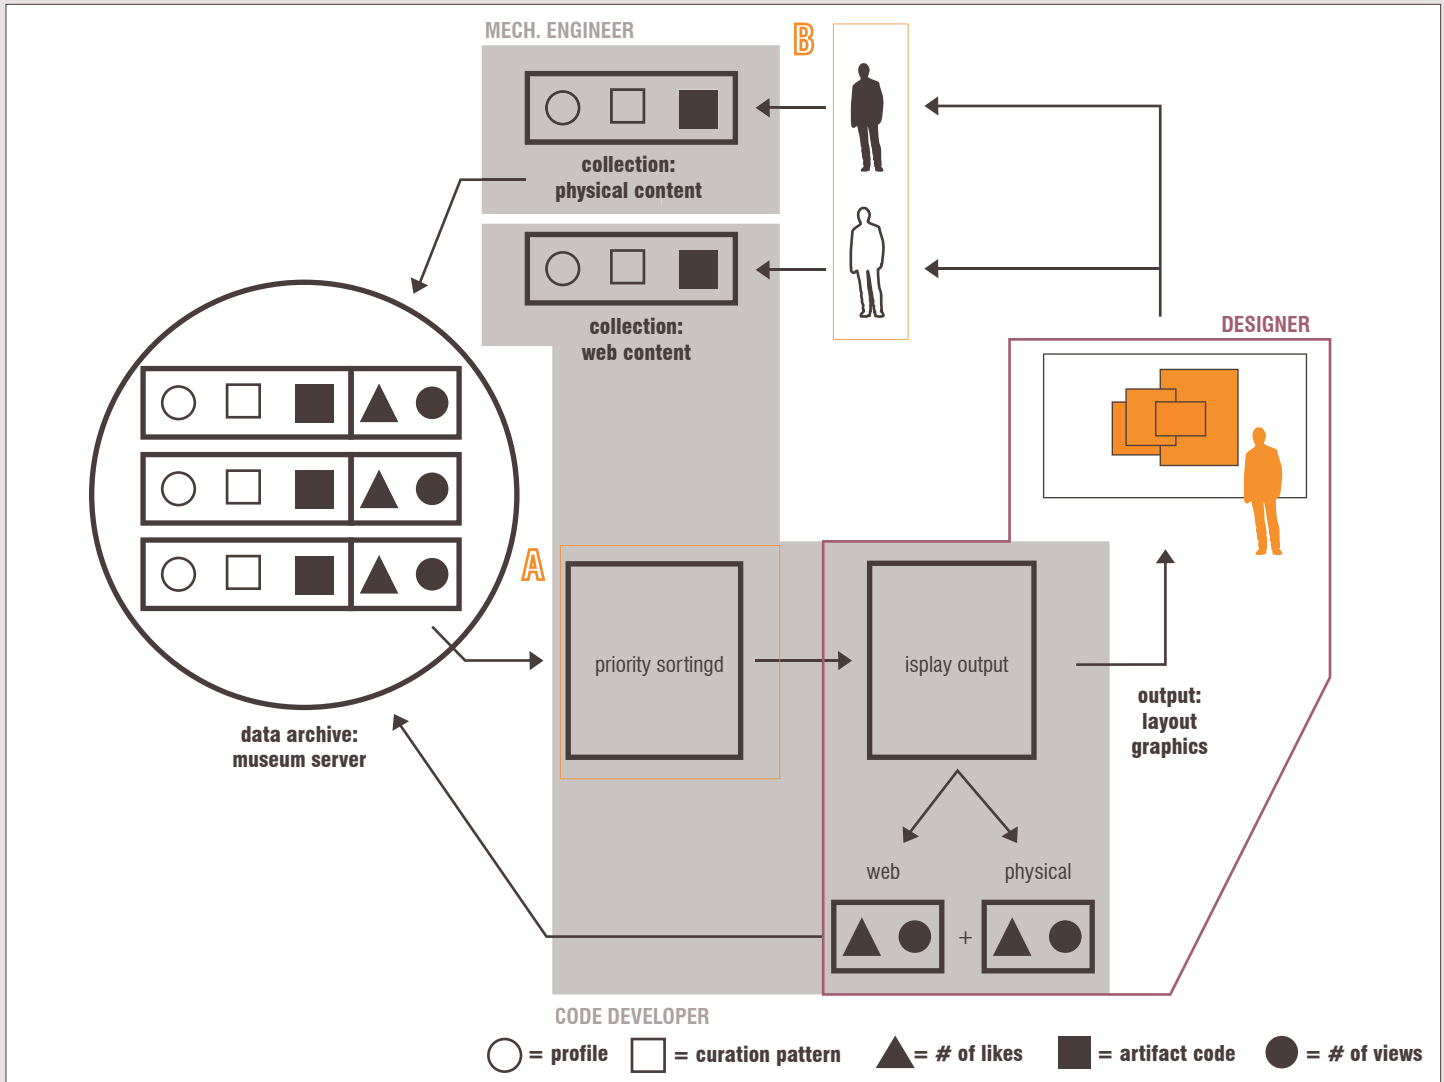 MECH. ENGINEER
B
collection:
physical content
collection:
web content
DESIGNER
A
priority sortingd
isplay output
output:
layout
graphics
data archive:
museum server
web
physical
+
CODE DEVELOPER
= profile
= curation pattern
= # of likes
= artifact code
= # of views